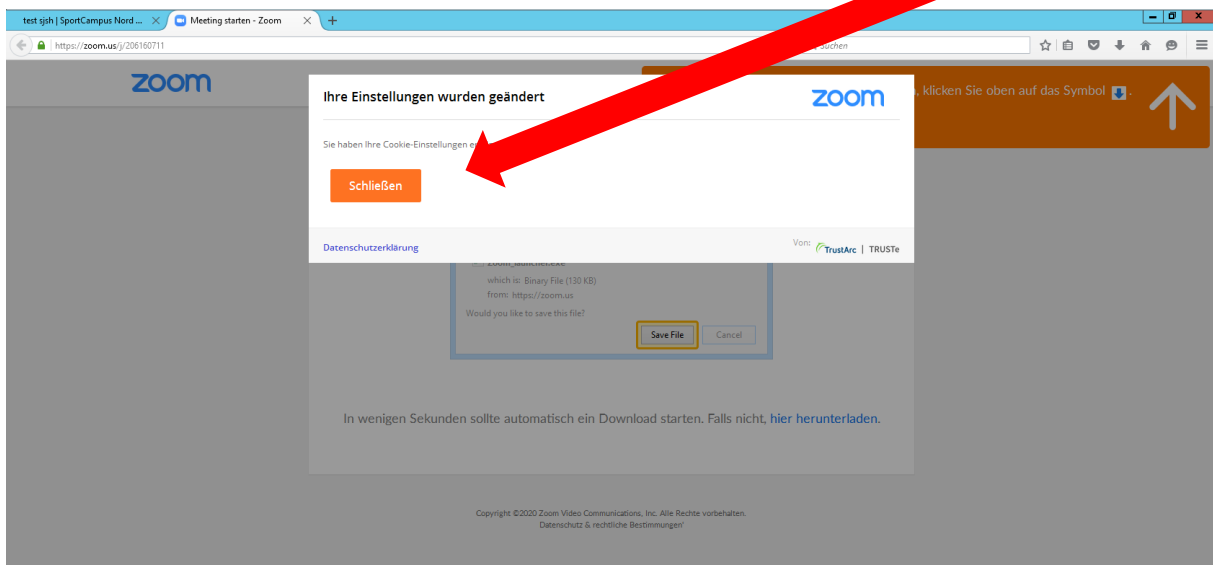 test sjsh | SportCampus Nord ...
Meeting starten - Zoom
https://zoom.us/j/206160711
Suchen
zoom
Ihre Einstellungen wurden geändert
zoom
, klicken Sie oben auf das Symbol
Sie haben Ihre Cookie-Einstellungen
Schließen
Datenschutzerklärung
Von: TrustArc | TRUSTe
which is: Binary File (130 KB)
from: https://zoom.us
Would you like to save this file?
Save File
Cancel
In wenigen Sekunden sollte automatisch ein Download starten. Falls nicht, hier herunterladen.
Copyright ©2020 Zoom Video Communications, Inc. Alle Rechte vorbehalten.
Datenschutz & rechtliche Bestimmungen'